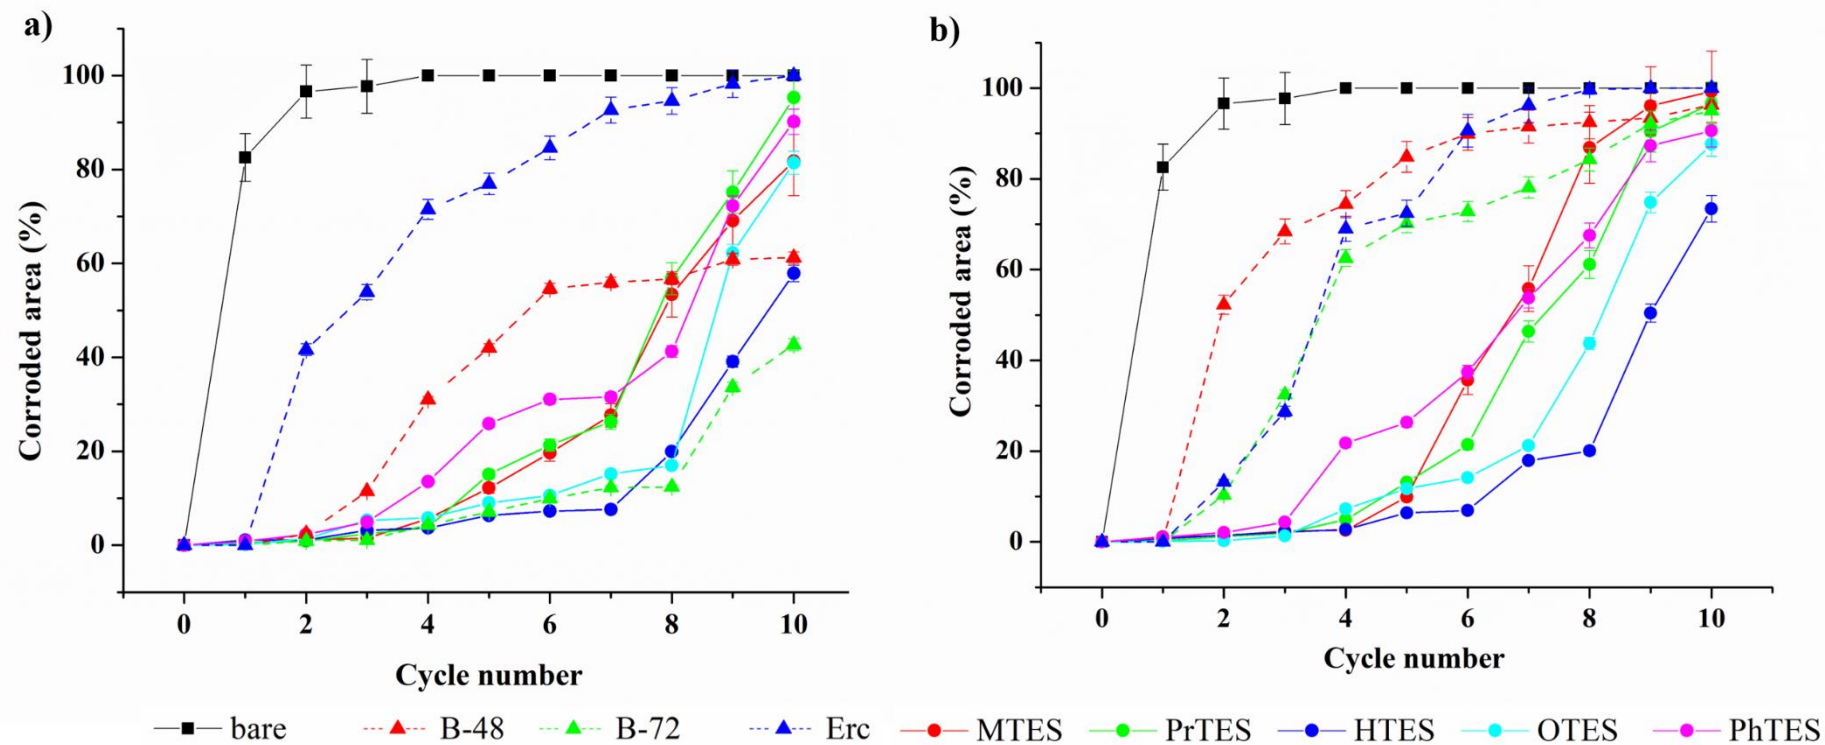 a)
Corroded area (%)
100
80
60
40
20
0
0 2 4 6 8 10
Cycle number
b)
Corroded area (%)
100
80
60
40
20
0
0 2 4 6 8 10
Cycle number
bare B-48 B-72 Erc MTES PrTES HTES OTES PhTES